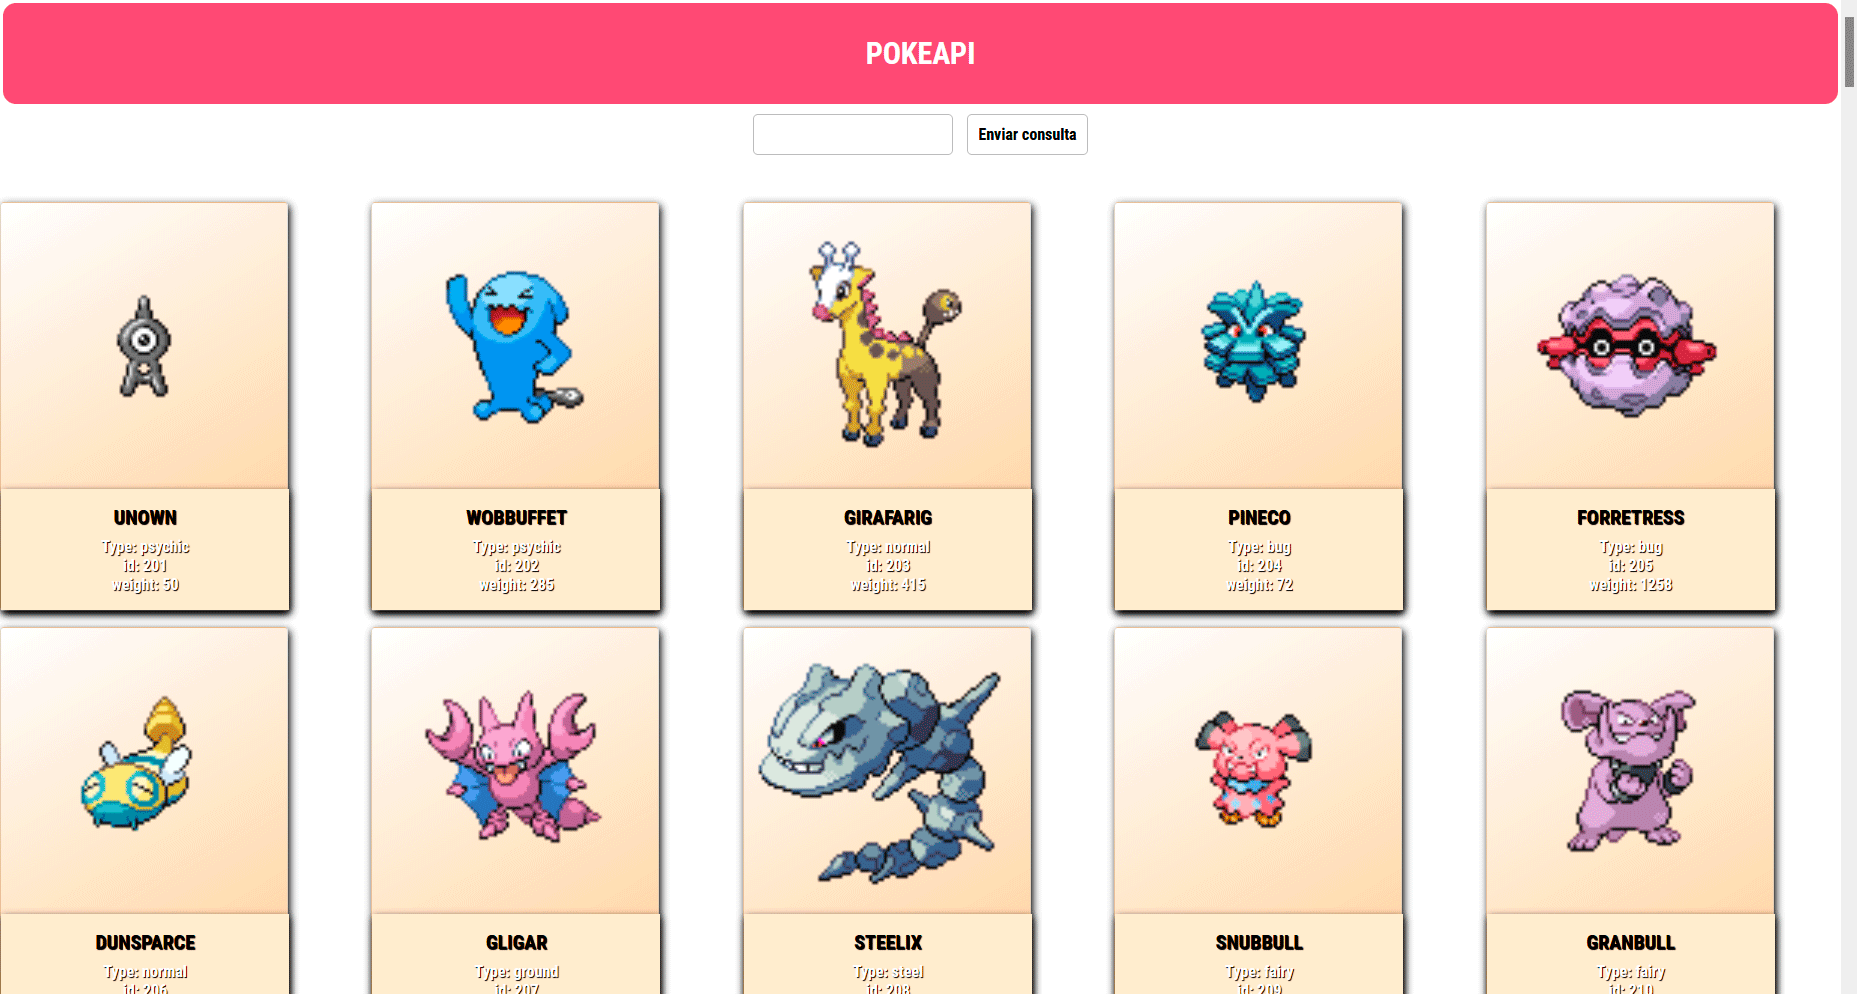 POKEAPI
Enviar consulta
UNOWN
Type: psychic
id: 201
weight: 50
WOBBUFFET
Type: psychic
id: 202
weight: 285
GIRAFARIG
Type: normal
id: 203
weight: 415
PINECO
Type: bug
id: 204
weight: 72
FORRETRESS
Type: bug
id: 205
weight: 1258
DUNSPARCE
Type: normal
id: 206
GLIGAR
Type: ground
id: 207
STEELIX
Type: steel
id: 208
SNUBBULL
Type: fairy
id: 209
GRANBULL
Type: fairy
id: 210